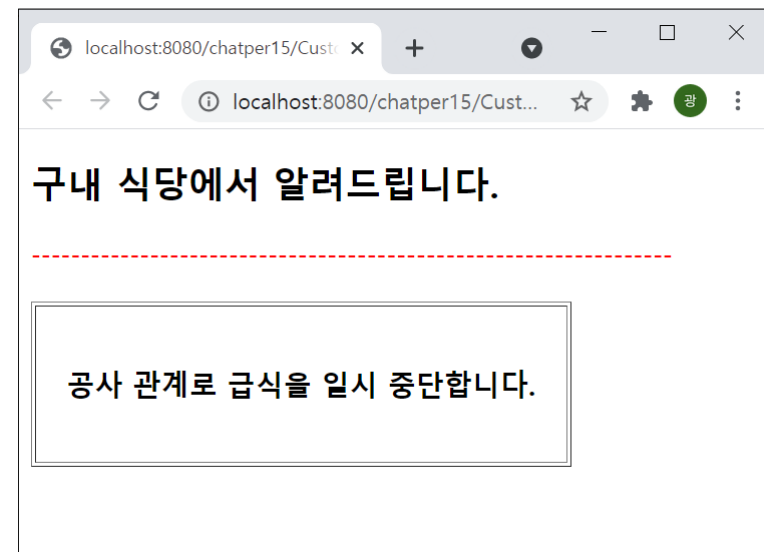 localhost:8080/chatper15/Custo
localhost:8080/chatper15/Cust...
광
구내 식당에서 알려드립니다.
-----------------------------------------------------------------
공사 관계로 급식을 일시 중단합니다.